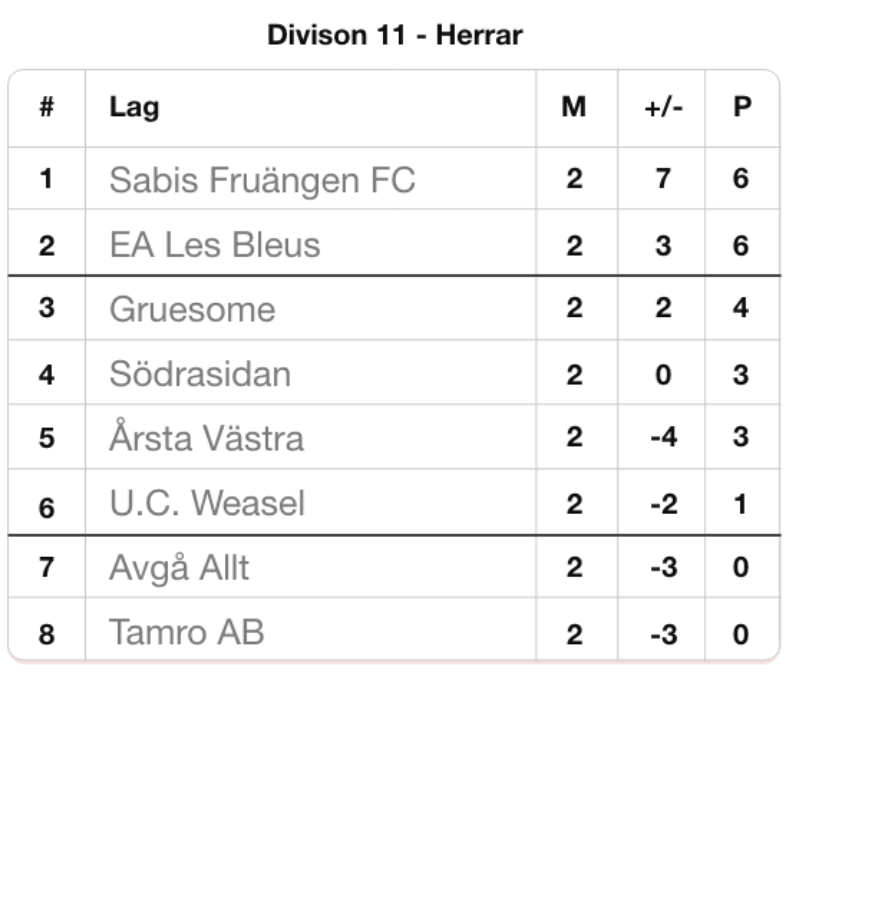 Divison 11 - Herrar
# Lag M +/- P
1 Sabis Fruängen FC 2 7 6
2 EA Les Bleus 2 3 6
3 Gruesome 2 2 4
4 Södrasidan 2 0 3
5 Årsta Västra 2 -4 3
6 U.C. Weasel 2 -2 1
7 Avgå Allt 2 -3 0
8 Tamro AB 2 -3 0